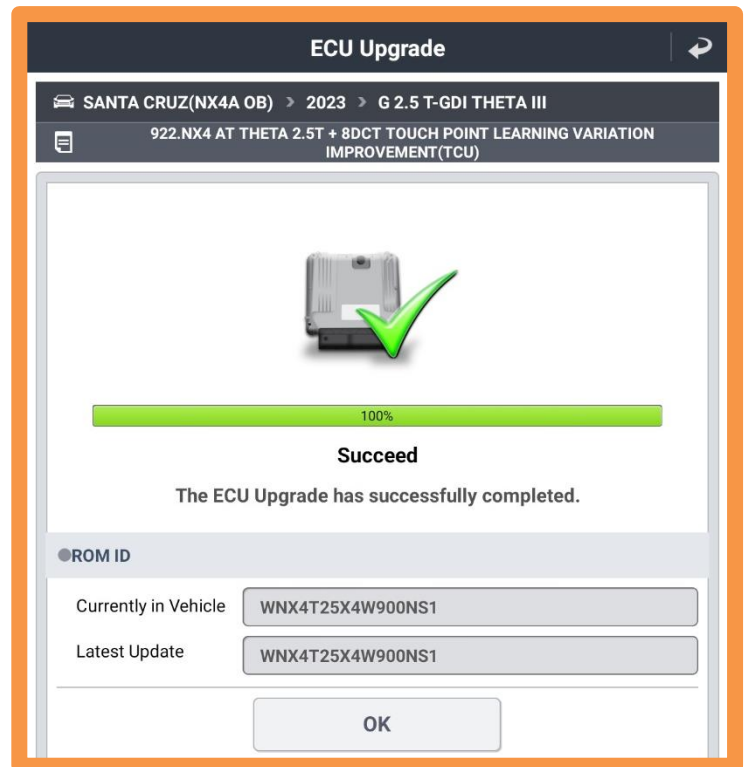 ECU Upgrade
SANTA CRUZ(NX4A OB) > 2023 > G 2.5 T-GDI THETA III
922.NX4 AT THETA 2.5T + 8DCT TOUCH POINT LEARNING VARIATION
IMPROVEMENT(TCU)
100%
Succeed
The ECU Upgrade has successfully completed.
ROM ID
Currently in Vehicle WNX4T25X4W900NS1
Latest Update WNX4T25X4W900NS1
OK